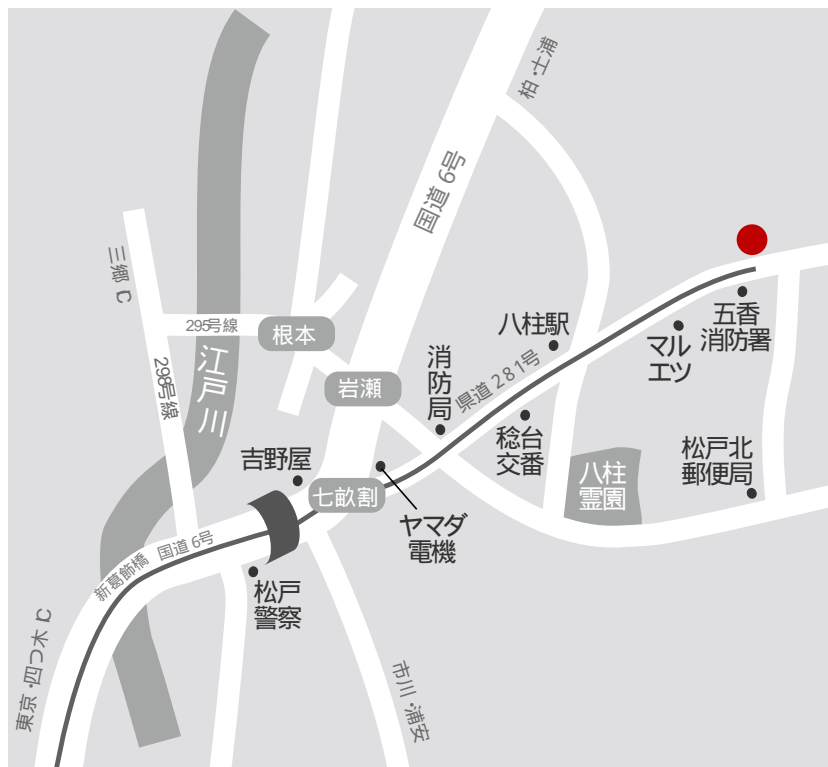 柏・土浦
国道6号
三郷IC
295号線
根本
298号線
江戸川
岩瀬
消防局
八柱駅
県道281号
マルエツ
五香
消防署
吉野屋
七畝割
ヤマダ
電機
稔台
交番
八柱
霊園
松戸北
郵便局
新葛飾橋 国道6号
松戸
警察
東京・四つ木IC
市川・浦安